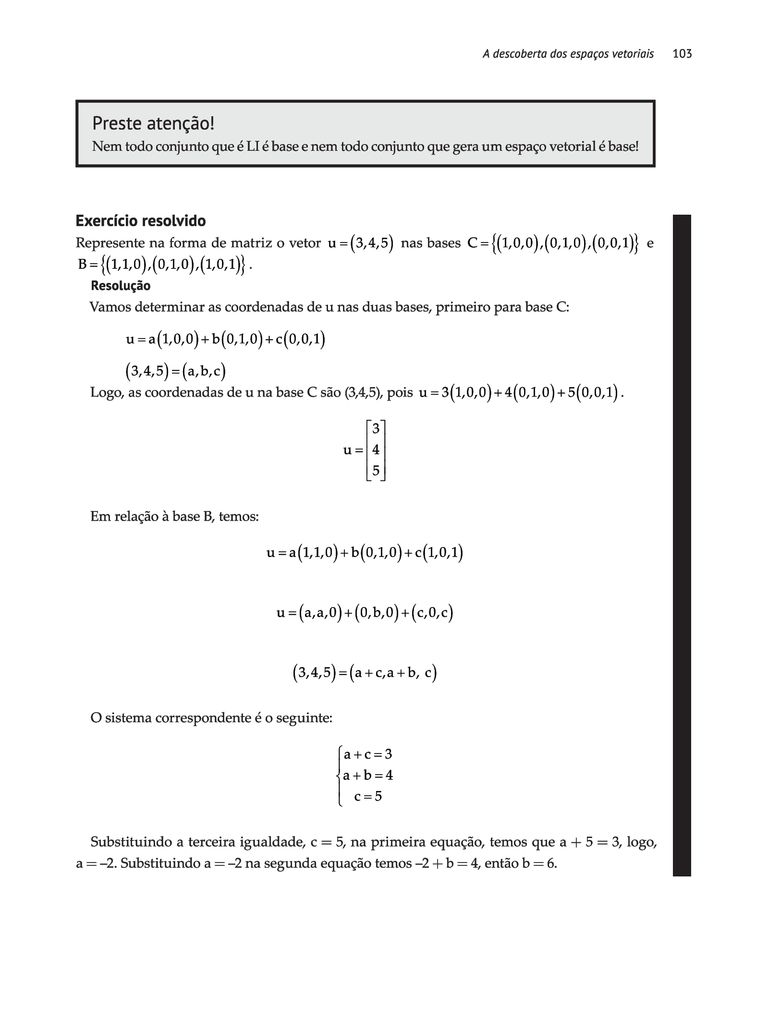 A descoberta dos espaços vetoriais 103
Preste atenção!
Nem todo conjunto que é LI é base e nem todo conjunto que gera um espaço vetorial é base!
Exercício resolvido
Represente na forma de matriz o vetor u = (3,4,5) nas bases C = {(1,0,0),(0,1,0),(0,0,1)} e
B = {(1,1,0),(0,1,0),(1,0,1)}.
Resolução
Vamos determinar as coordenadas de u nas duas bases, primeiro para base C:
u = a(1,0,0) + b(0,1,0) + c(0,0,1)
(3,4,5) = (a,b,c)
Logo, as coordenadas de u na base C são (3,4,5), pois u = 3(1,0,0) + 4(0,1,0) + 5(0,0,1).
3
u = 4
5
Em relação à base B, temos:
u = a(1,1,0) + b(0,1,0) + c(1,0,1)
u = (a,a,0) + (0,b,0) + (c,0,c)
(3,4,5) = (a + c,a + b, c)
O sistema correspondente é o seguinte:
a + c = 3
a + b = 4
c = 5
Substituindo a terceira igualdade, c = 5, na primeira equação, temos que a + 5 = 3, logo,
a = –2. Substituindo a = –2 na segunda equação temos –2 + b = 4, então b = 6.